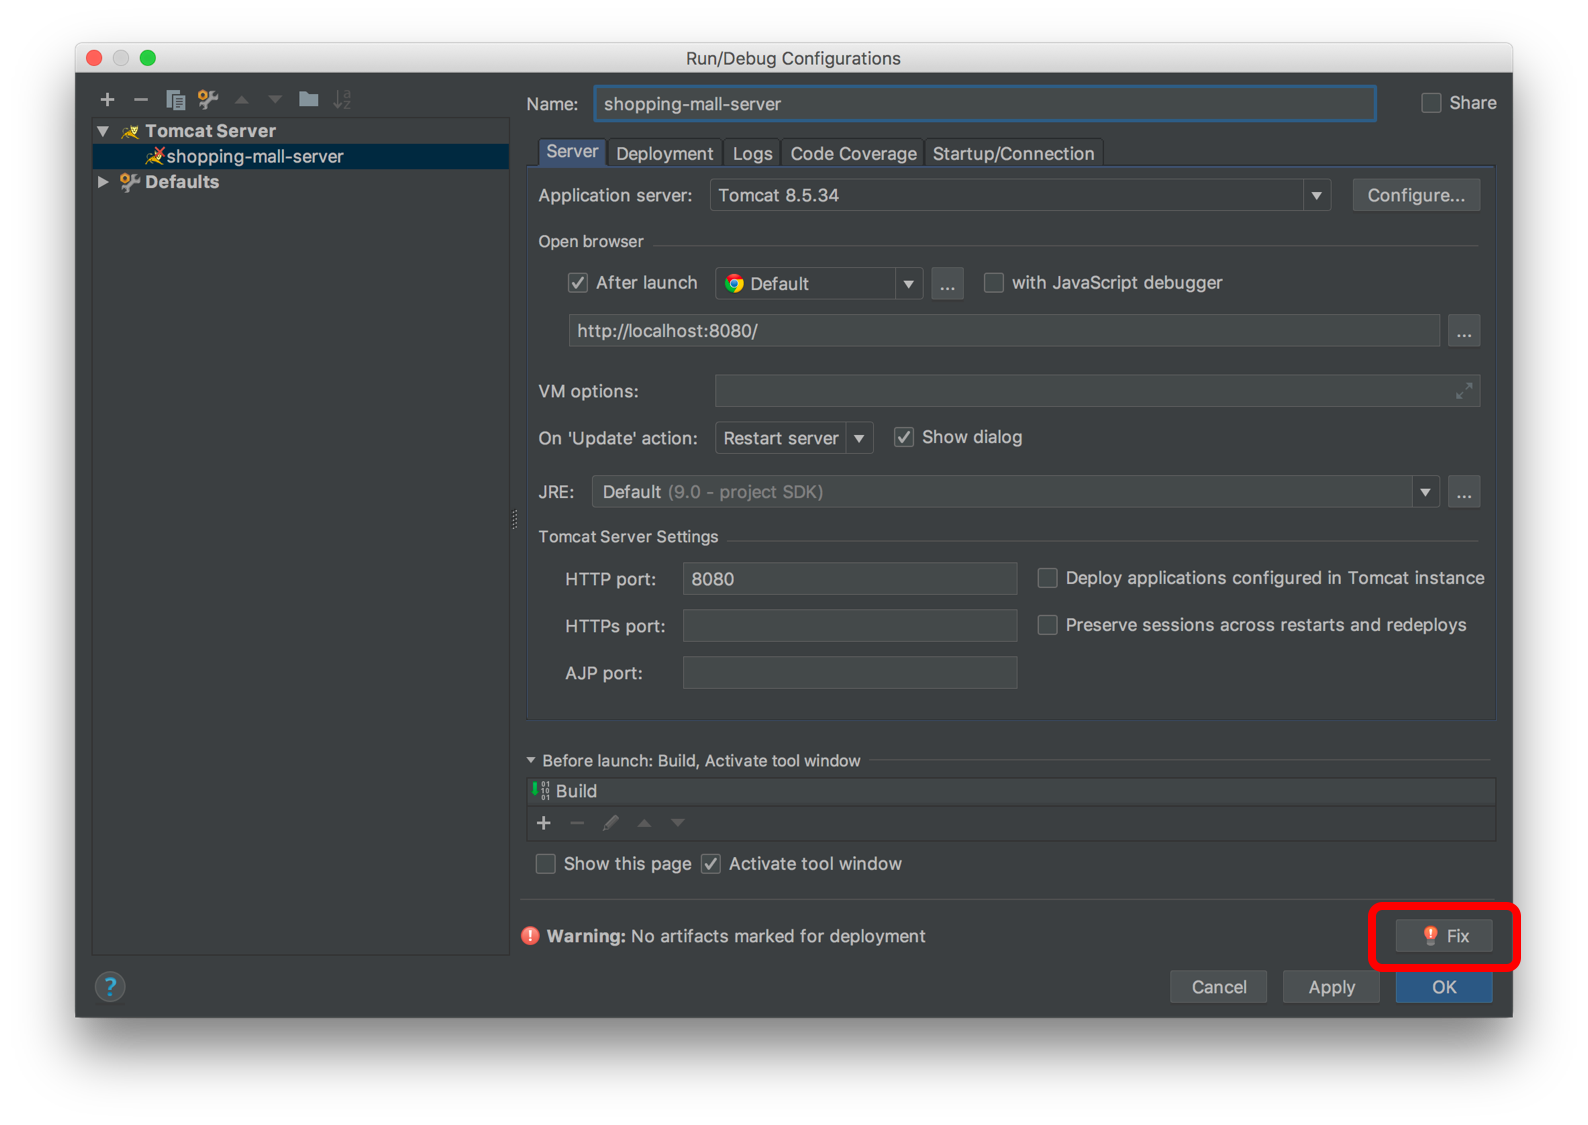 Run/Debug Configurations
Name: shopping-mall-server Share
Tomcat Server
shopping-mall-server
Defaults
Server Deployment Logs Code Coverage Startup/Connection
Application server: Tomcat 8.5.34 Configure...
Open browser
After launch Default ... with JavaScript debugger
http://localhost:8080/ ...
VM options:
On 'Update' action: Restart server Show dialog
JRE: Default (9.0 - project SDK) ...
Tomcat Server Settings
HTTP port: 8080 Deploy applications configured in Tomcat instance
HTTPs port: Preserve sessions across restarts and redeploys
AJP port:
Before launch: Build, Activate tool window
Build
Show this page Activate tool window
Warning: No artifacts marked for deployment Fix
? Cancel Apply OK